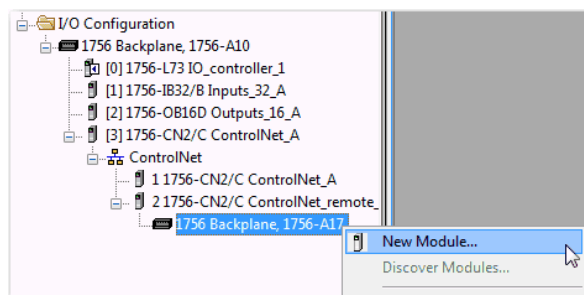 I/O Configuration
1756 Backplane, 1756-A10
[0] 1756-L73 IO_controller_1
[1] 1756-IB32/B Inputs_32_A
[2] 1756-OB16D Outputs_16_A
[3] 1756-CN2/C ControlNet_A
ControlNet
1 1756-CN2/C ControlNet_A
2 1756-CN2/C ControlNet_remote_
1756 Backplane, 1756-A17
New Module...
Discover Modules...